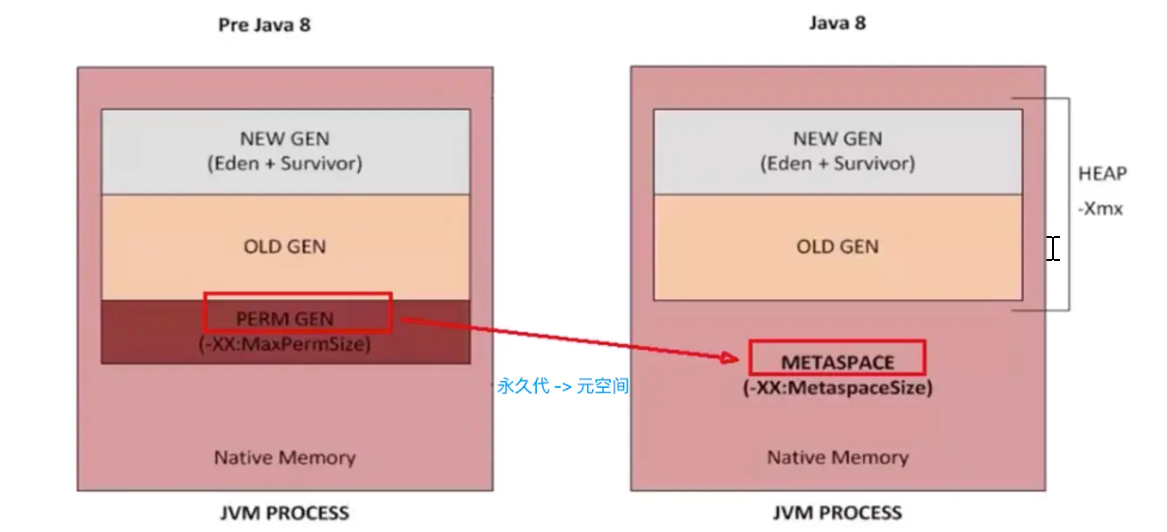 Pre Java 8
NEW GEN
(Eden + Survivor)
OLD GEN
PERM GEN
(-XX:MaxPermSize)
Native Memory
JVM PROCESS
永久代 -> 元空间
Java 8
NEW GEN
(Eden + Survivor)
OLD GEN
HEAP
-Xmx
METASPACE
(-XX:MetaspaceSize)
Native Memory
JVM PROCESS